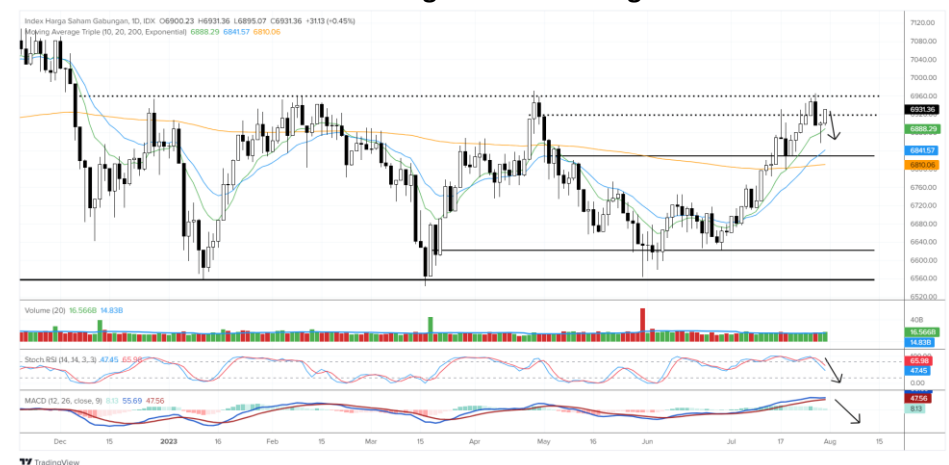 Index Harga Saham Gabungan, 1D, IDX O6900.23 H6931.36 L6895.07 C6931.36 +31.13 (+0.45%)
Moving Average Triple (10, 20, 200, Exponential) 6888.29 6841.57 6810.06
7120.00
7080.00
7040.00
7000.00
6960.00
6931.36
6888.29
6841.57
6810.06
6760.00
6720.00
6680.00
6640.00
6600.00
6560.00
6520.00
Volume (20) 16.566B 14.83B
40B
16.566B
14.83B
Stoch RSI (14, 14, 3, 3) 47.45 65.98
65.98
47.45
0.00
MACD (12, 26, close, 9) 8.13 55.69 47.56
47.56
8.13
Dec 15 2023 16 Feb 15 Mar 15 Apr 18 May 16 Jun 16 Jul 17 Aug 15
TradingView